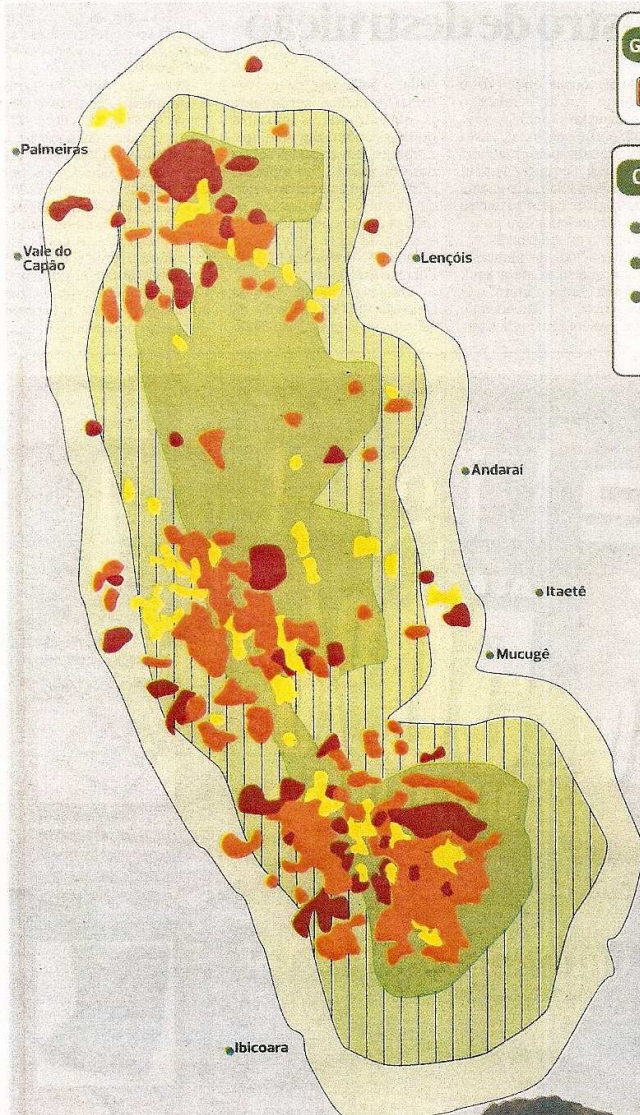 Palmeiras
Vale do
Capão
Lençóis
Andaraí
Itaetê
Mucugê
Ibicoara